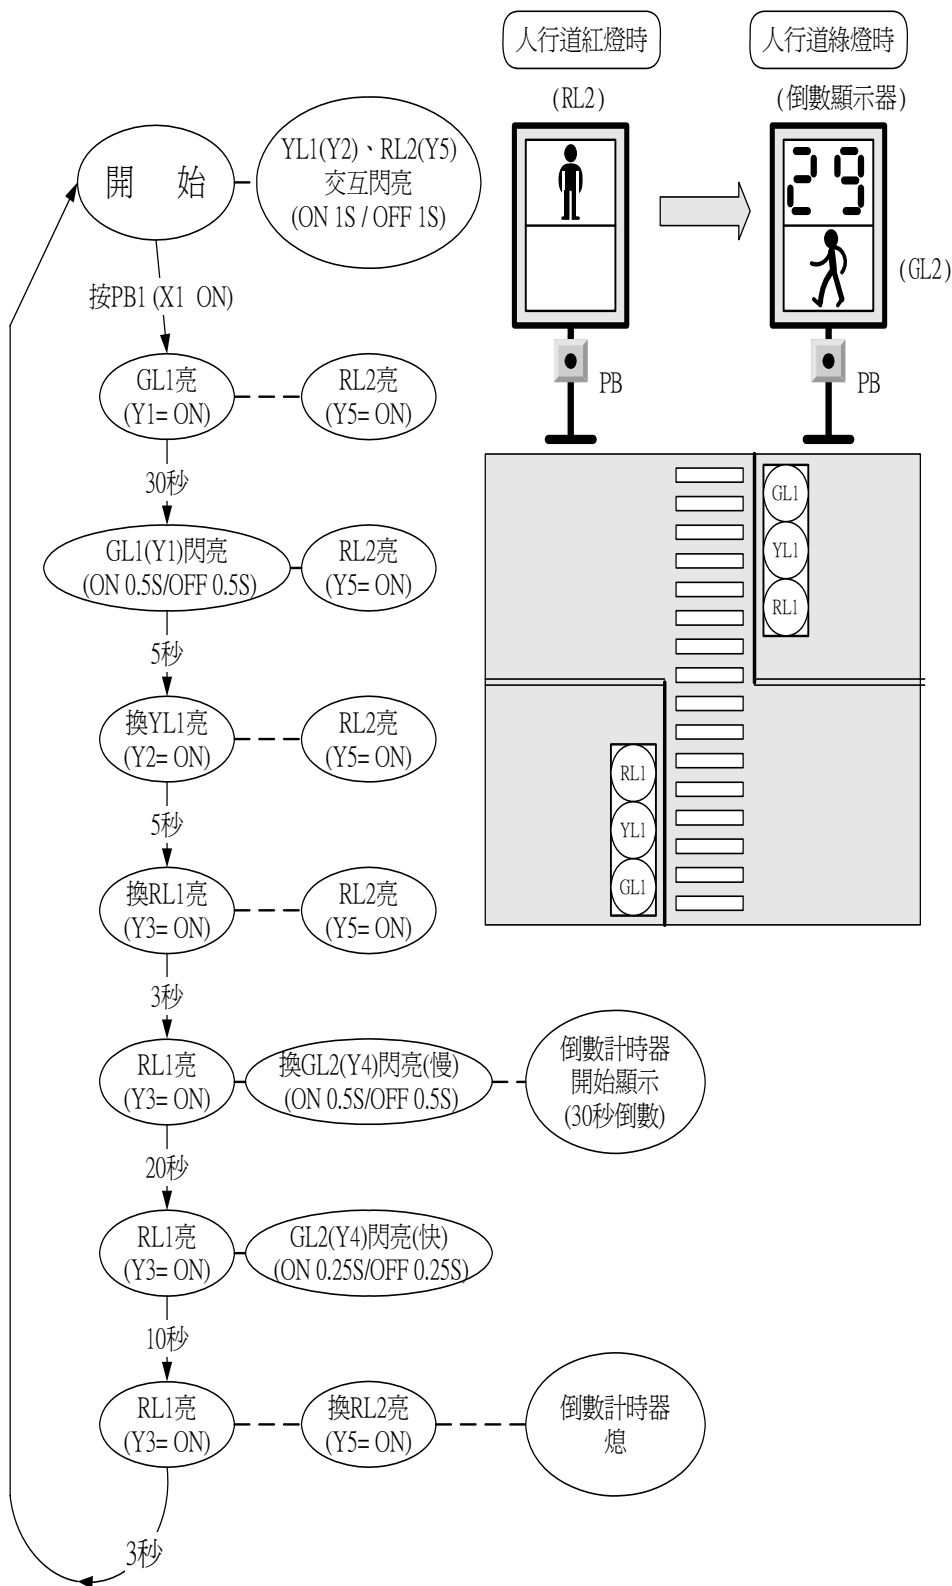 人行道紅燈時
人行道綠燈時
(RL2)
(倒數顯示器)
29
(GL2)
PB
PB
開 始
YL1(Y2)、RL2(Y5)
交互閃亮
(ON 1S / OFF 1S)
按PB1 (X1 ON)
GL1亮
(Y1= ON)
RL2亮
(Y5= ON)
30秒
GL1(Y1)閃亮
(ON 0.5S/OFF 0.5S)
RL2亮
(Y5= ON)
5秒
換YL1亮
(Y2= ON)
RL2亮
(Y5= ON)
5秒
換RL1亮
(Y3= ON)
RL2亮
(Y5= ON)
3秒
RL1亮
(Y3= ON)
換GL2(Y4)閃亮(慢)
(ON 0.5S/OFF 0.5S)
倒數計時器
開始顯示
(30秒倒數)
20秒
RL1亮
(Y3= ON)
GL2(Y4)閃亮(快)
(ON 0.25S/OFF 0.25S)
10秒
RL1亮
(Y3= ON)
換RL2亮
(Y5= ON)
倒數計時器
熄
3秒
GL1
YL1
RL1
RL1
YL1
GL1